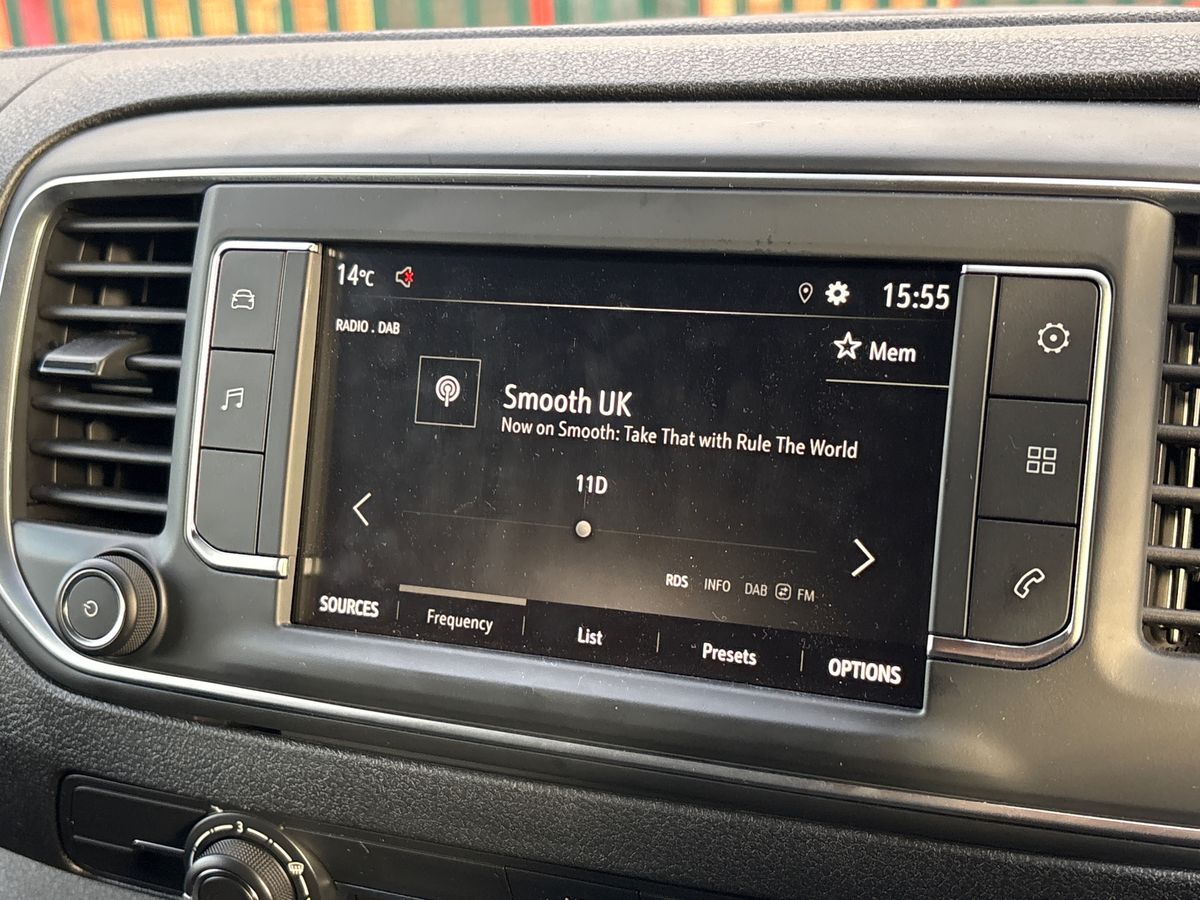 14°C
15:55
RADIO . DAB
Mem
Smooth UK
Now on Smooth: Take That with Rule The World
11D
RDS INFO DAB FM
SOURCES Frequency List Presets OPTIONS
3